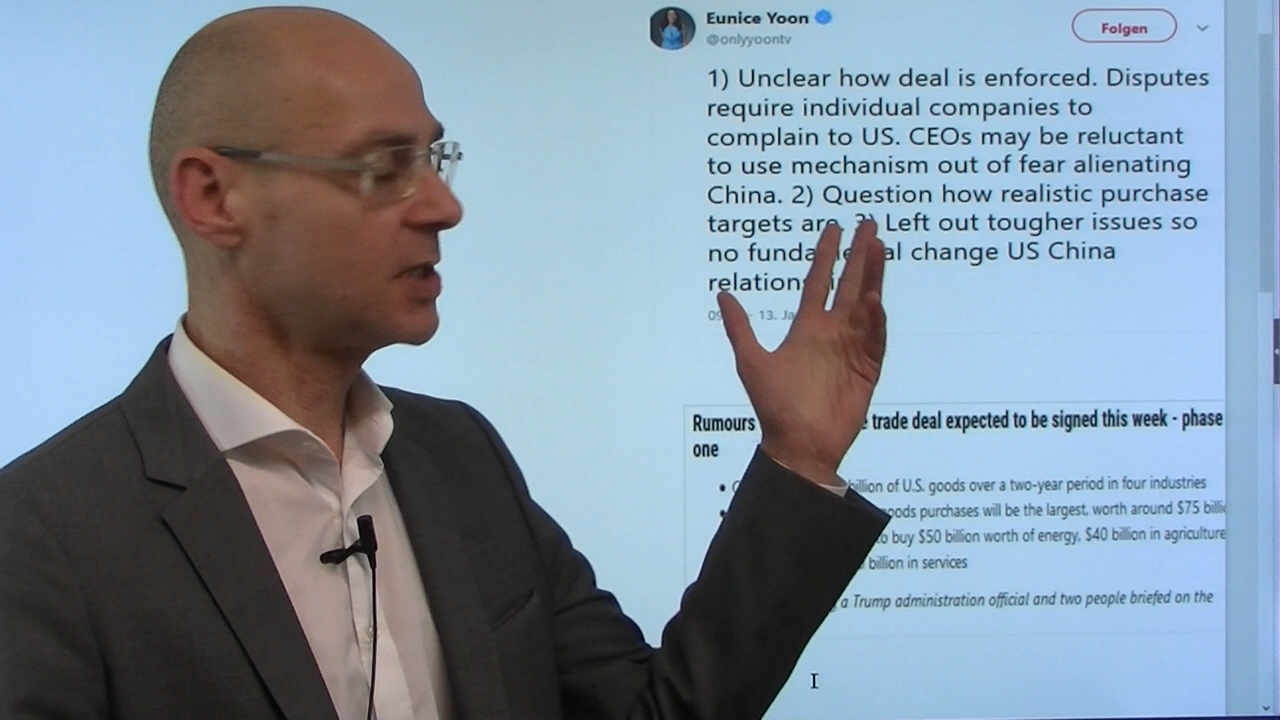 Eunice Yoon
@onlyyoontv
Folgen
1) Unclear how deal is enforced. Disputes
require individual companies to
complain to US. CEOs may be reluctant
to use mechanism out of fear alienating
China. 2) Question how realistic purchase
targets are. 3) Left out tougher issues so
no change US China
13.
Rumours trade deal expected to be signed this week - phase
one
of U.S. goods over a two-year period in four industries
purchases will be the largest, worth around $75
buy $50 billion worth of energy, $40 billion in agriculture
billion in services
a Trump administration official and two people briefed on the